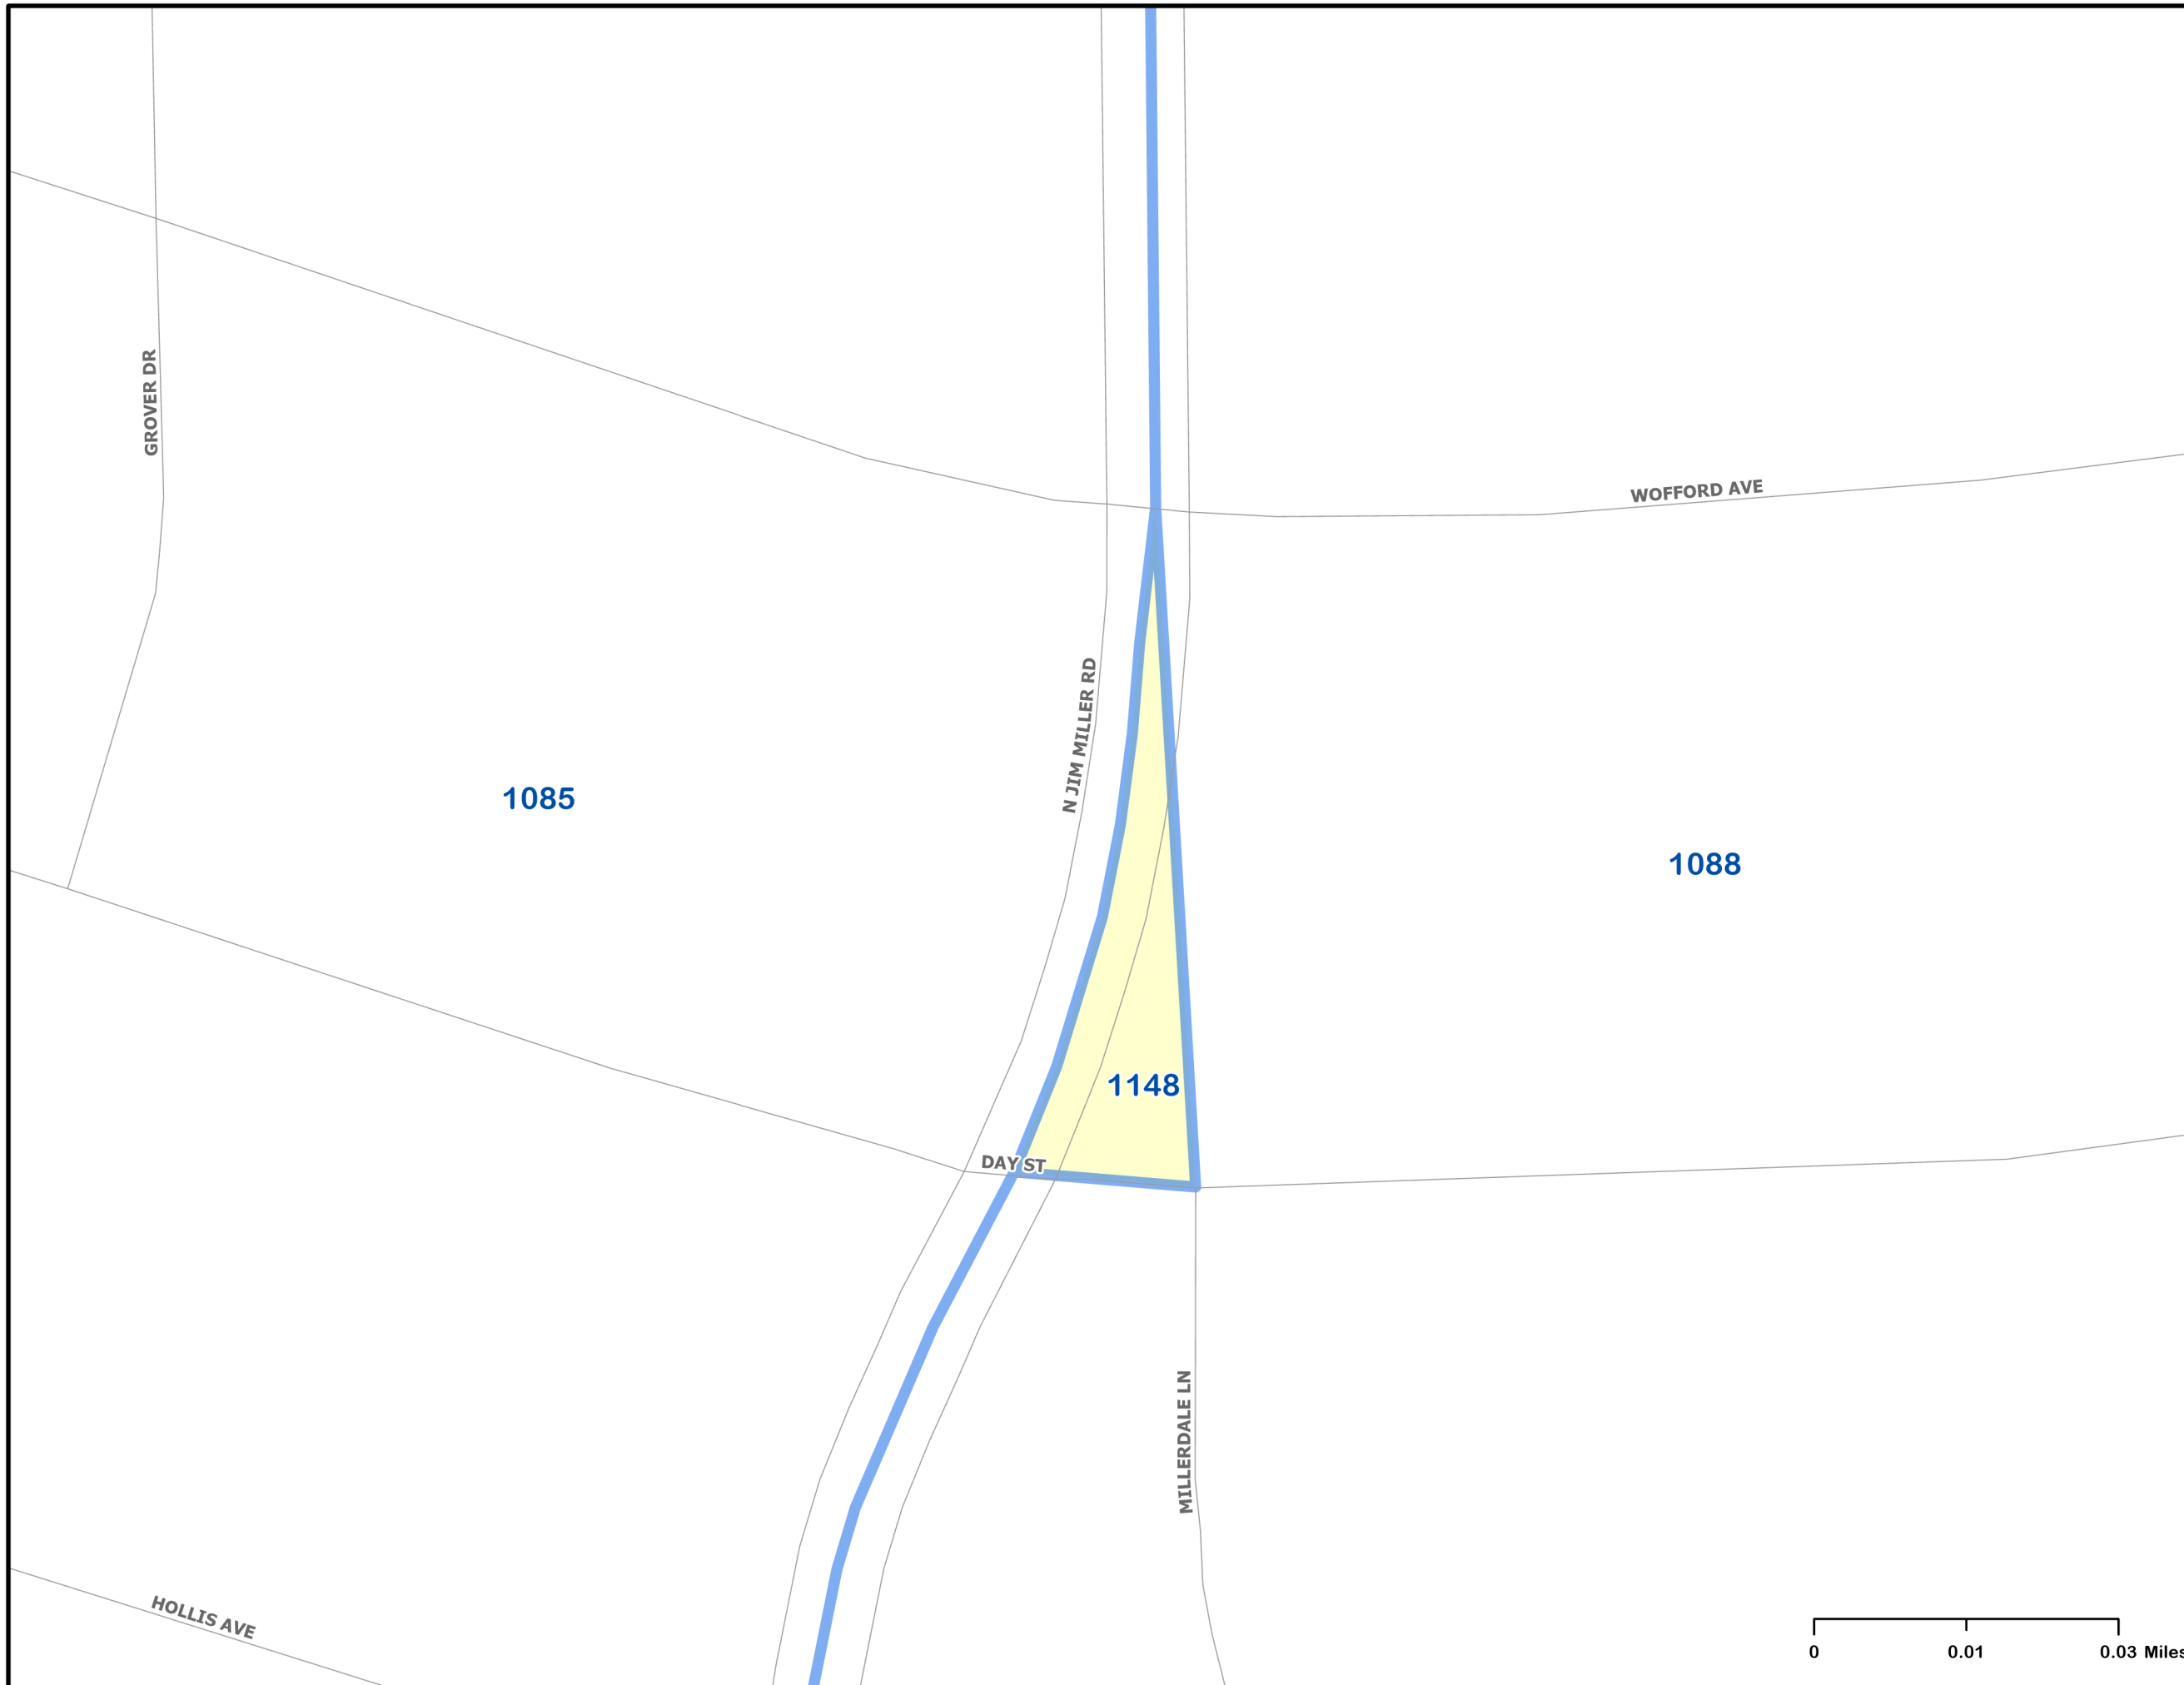 GROVER DR
WOFFORD AVE
N JIM MILLER RD
1085
1088
1148
DAY ST
MILLERDALE LN
HOLLIS AVE
0 0.01 0.03 Miles